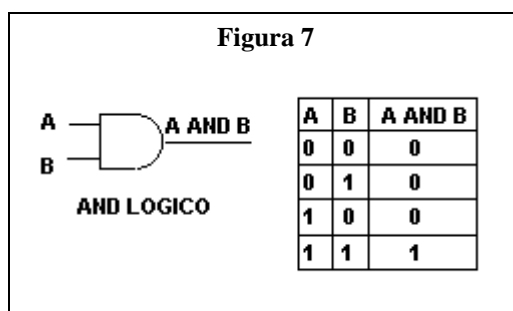 Figura 7
A
A AND B
B
AND LOGICO
A B A AND B
0 0 0
0 1 0
1 0 0
1 1 1